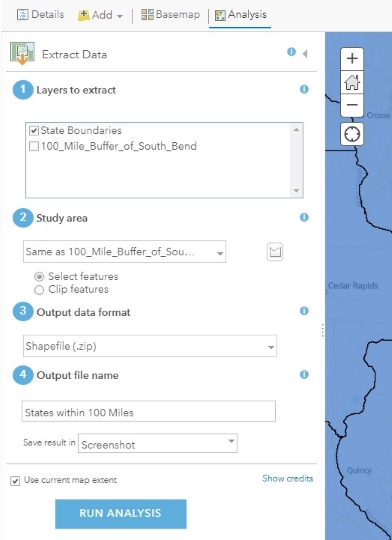 Details Add Basemap Analysis
Extract Data
1 Layers to extract
State Boundaries
100_Mile_Buffer_of_South_Bend
2 Study area
Same as 100_Mile_Buffer_of_Sou...
Select features
Clip features
3 Output data format
Shapefile (.zip)
4 Output file name
States within 100 Miles
Save result in Screenshot
Use current map extent Show credits
RUN ANALYSIS
Crosse
Cedar Rapids
Quincy